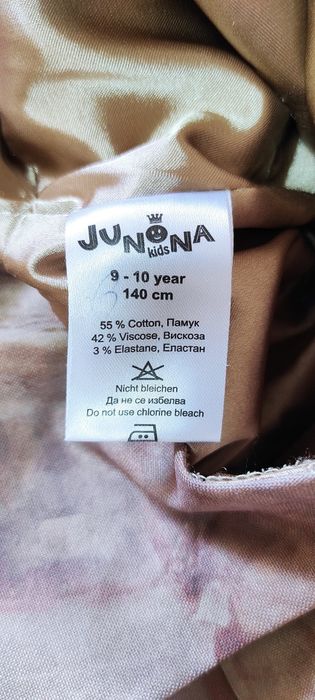 JUNONA
kids
9 - 10 year
140 cm
55 % Cotton, Памук
42 % Viscose, Вискоза
3 % Elastane, Еластан
Nicht bleichen
Да не се избелва
Do not use chlorine bleach